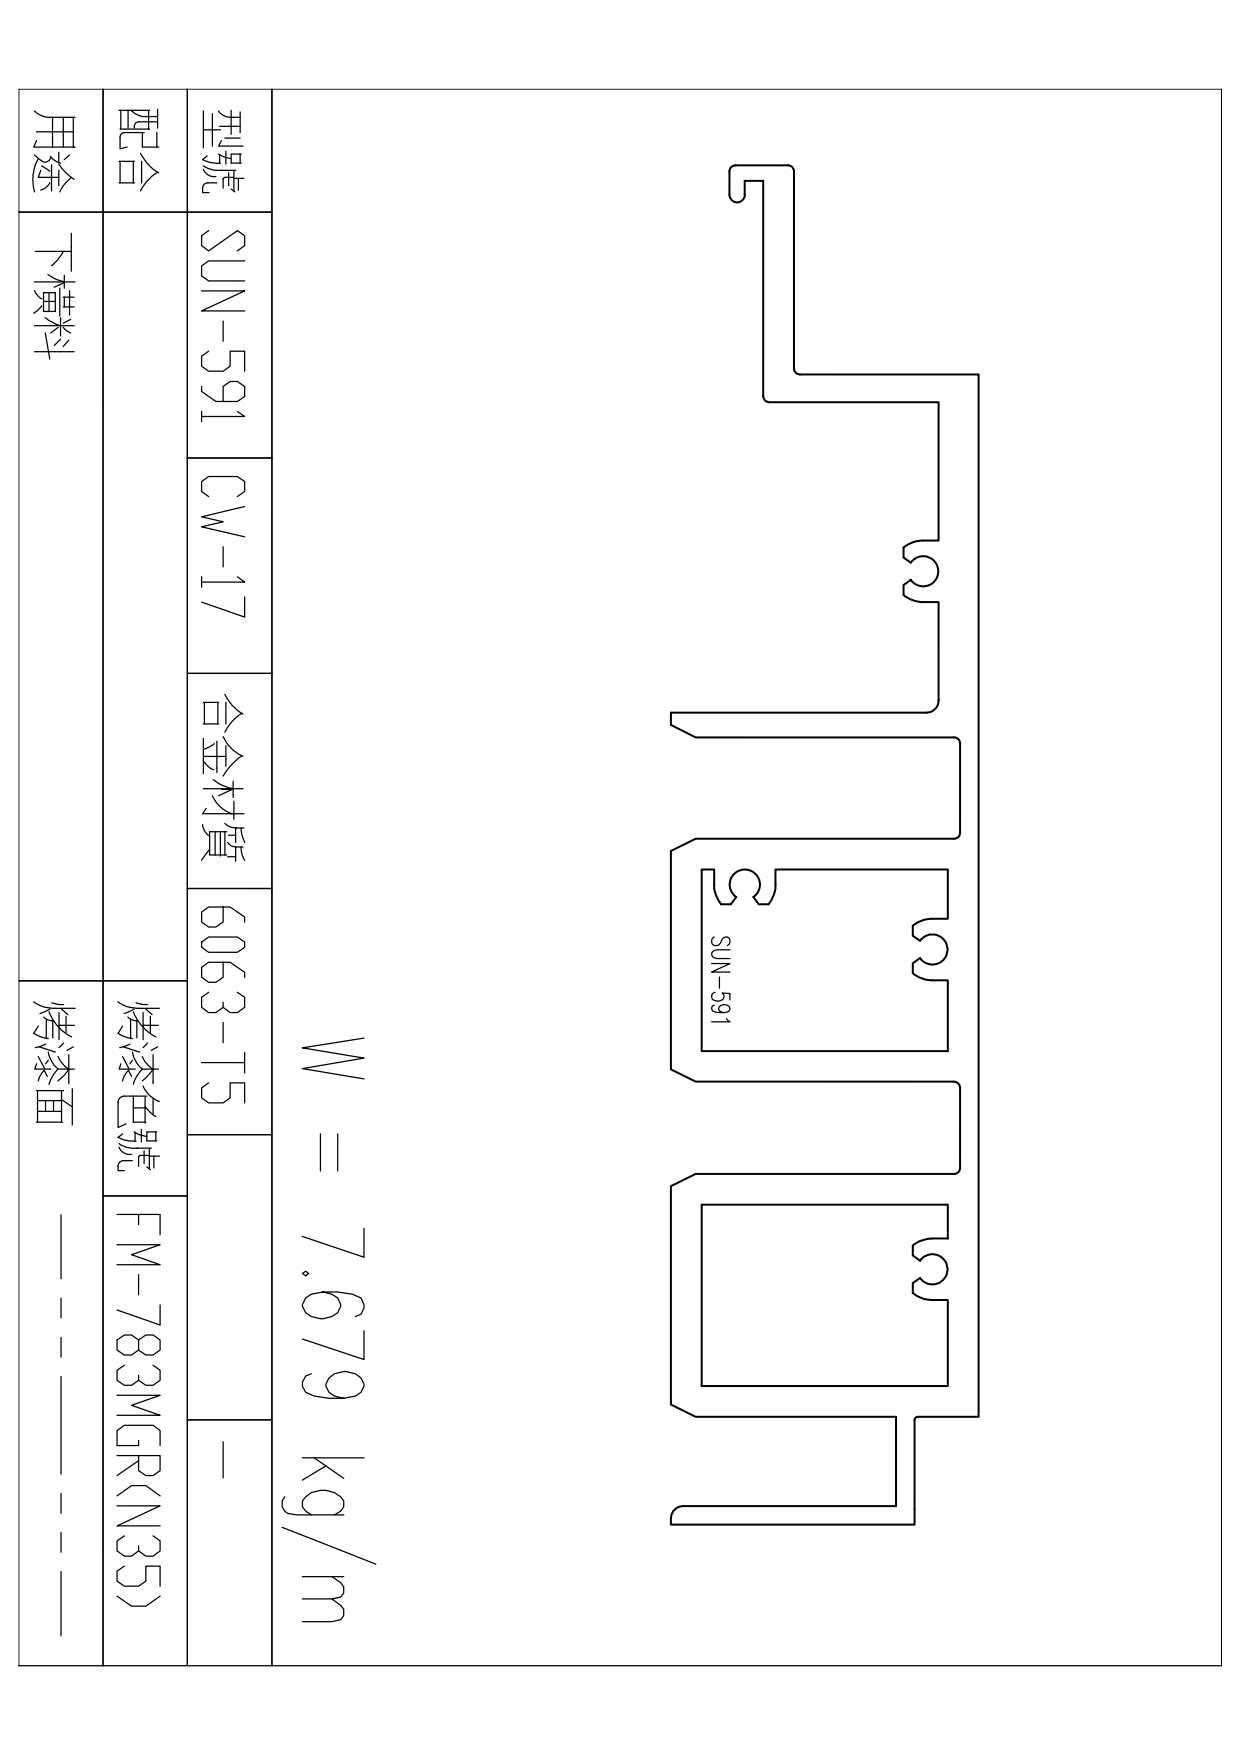 SUN-591
W = 7.679 kg/m
型號 SUN-591 CW-17 合金材質 6063-T5 —
配合 烤漆色號 FM-783MGR(N35)
用途 下橫料 烤漆面